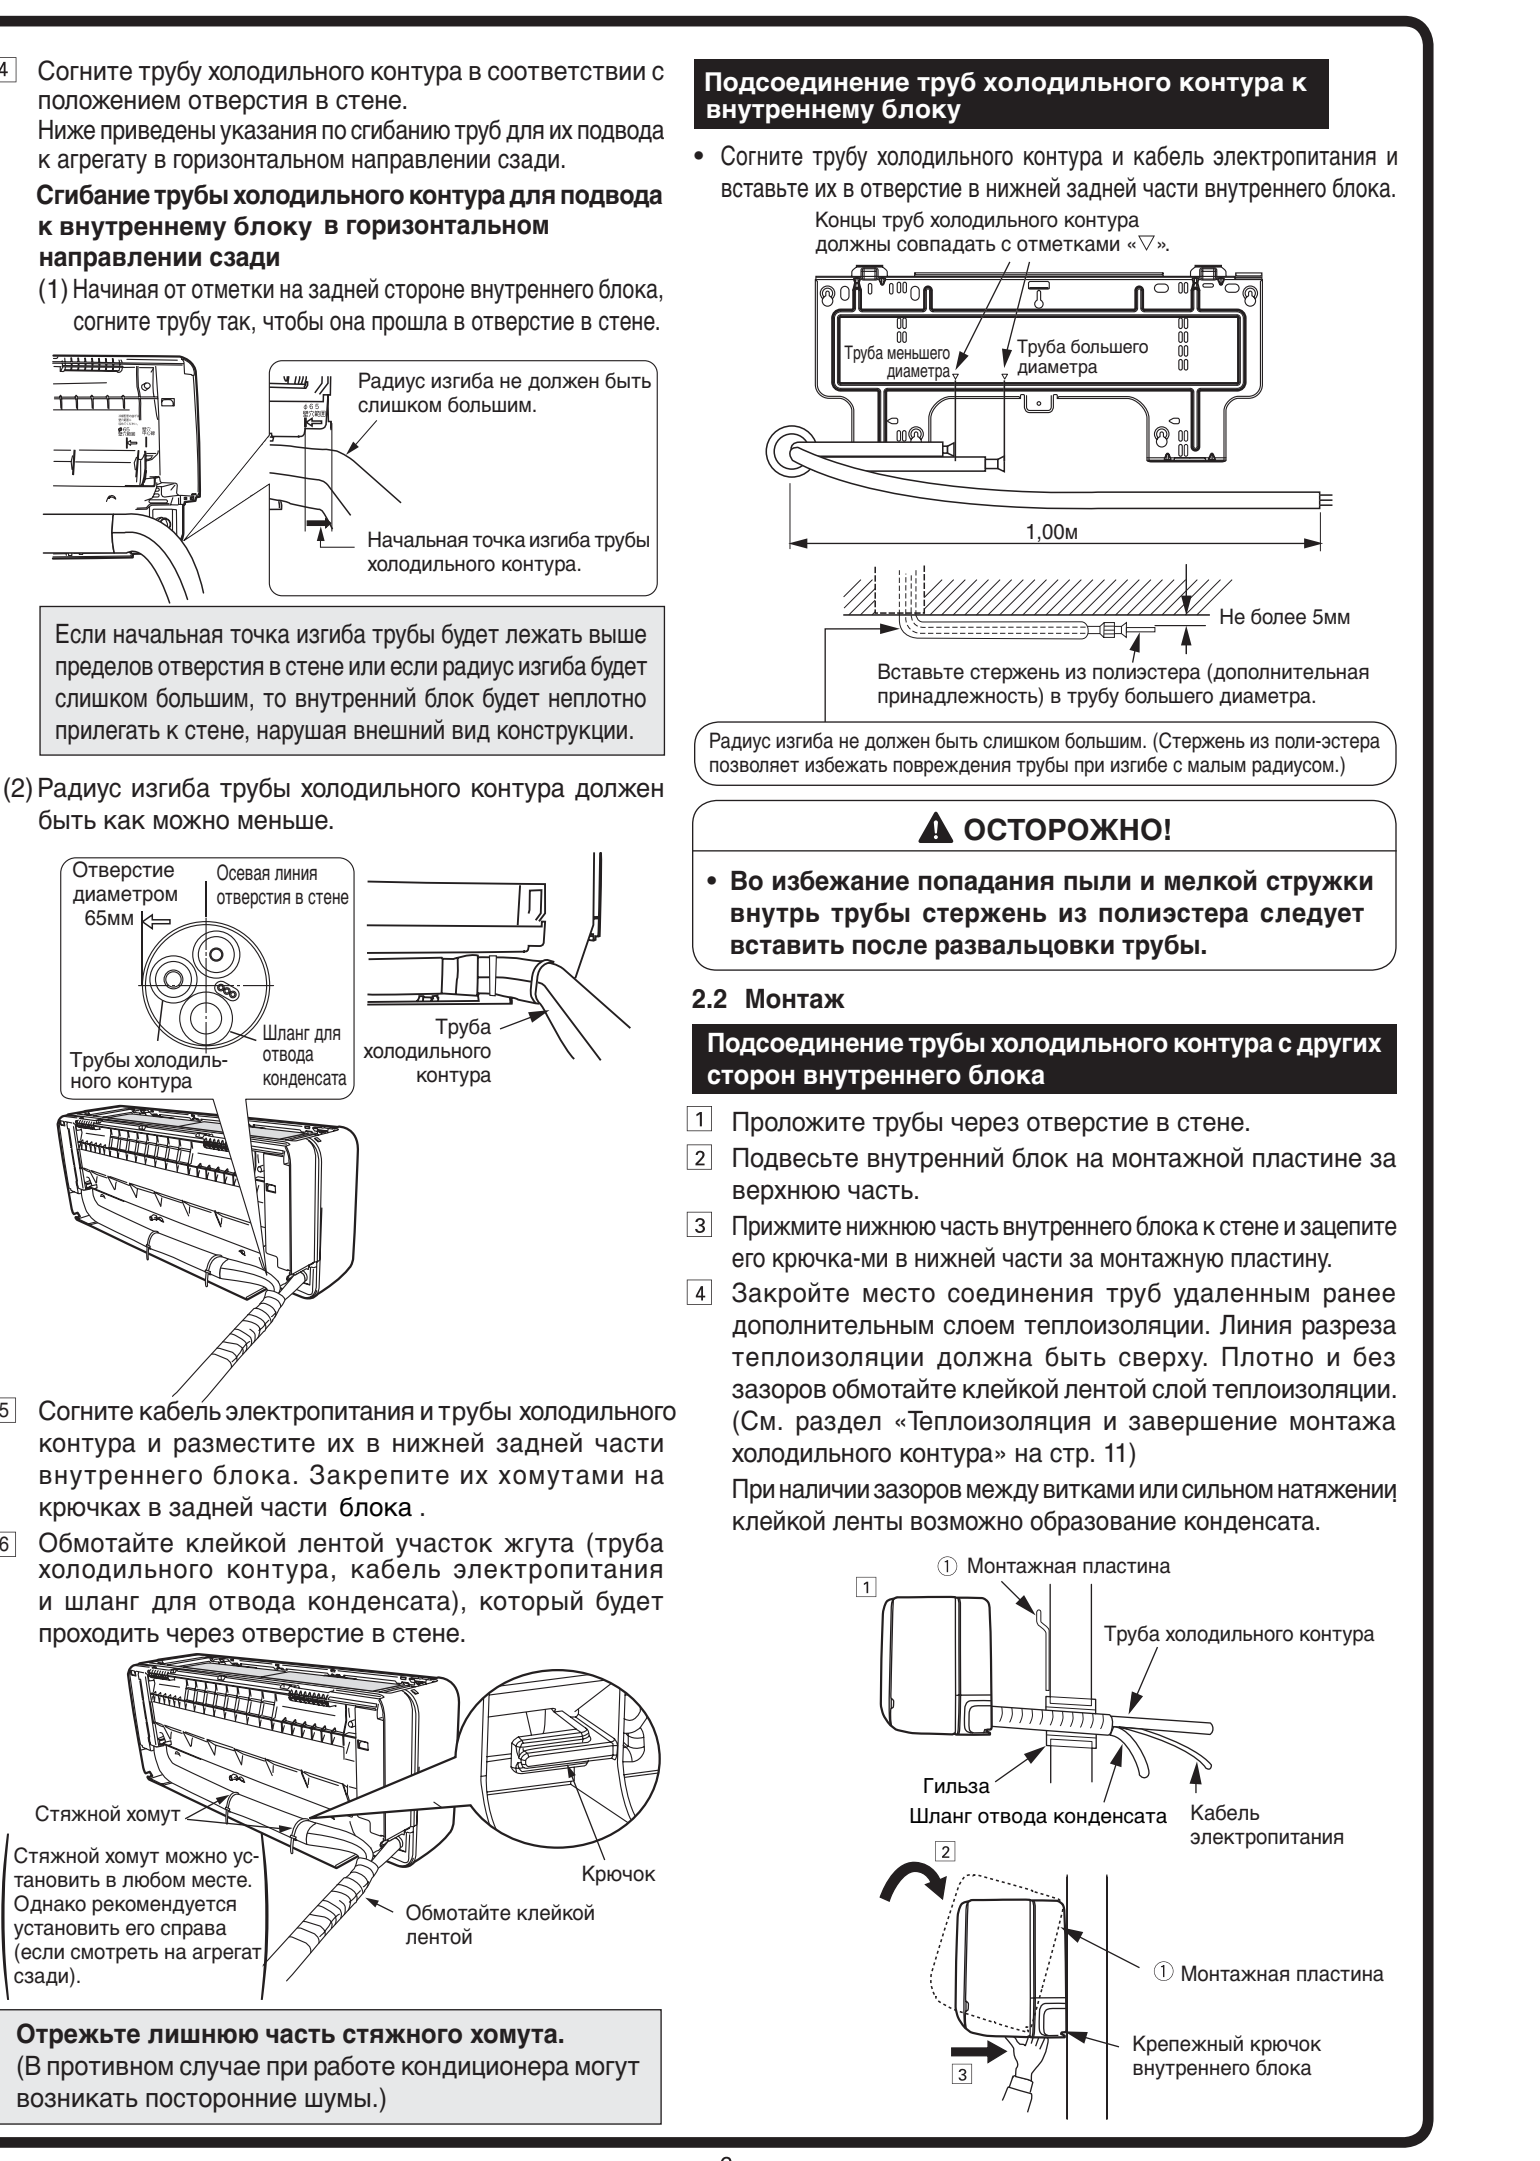 4 Согните трубу холодильного контура в соответствии с
положением отверстия в стене.
Ниже приведены указания по сгибанию труб для их подвода
к агрегату в горизонтальном направлении сзади.
Сгибание трубы холодильного контура для подвода
к внутреннему блоку в горизонтальном
направлении сзади
(1) Начиная от отметки на задней стороне внутреннего блока,
согните трубу так, чтобы она прошла в отверстие в стене.
Радиус изгиба не должен быть
слишком большим.
Начальная точка изгиба трубы
холодильного контура.
Если начальная точка изгиба трубы будет лежать выше
пределов отверстия в стене или если радиус изгиба будет
слишком большим, то внутренний блок будет неплотно
прилегать к стене, нарушая внешний вид конструкции.
(2) Радиус изгиба трубы холодильного контура должен
быть как можно меньше.
Отверстие
диаметром
65мм
Осевая линия
отверстия в стене
Шланг для
отвода
конденсата
Трубы холодиль-
ного контура
Труба
холодильного
контура
5 Согните кабель электропитания и трубы холодильного
контура и разместите их в нижней задней части
внутреннего блока. Закрепите их хомутами на
крючках в задней части блока .
6 Обмотайте клейкой лентой участок жгута (труба
холодильного контура, кабель электропитания
и шланг для отвода конденсата), который будет
проходить через отверстие в стене.
Стяжной хомут
Стяжной хомут можно ус-
тановить в любом месте.
Однако рекомендуется
установить его справа
(если смотреть на агрегат
сзади).
Крючок
Обмотайте клейкой
лентой
Отрежьте лишнюю часть стяжного хомута.
(В противном случае при работе кондиционера могут
возникать посторонние шумы.)
Подсоединение труб холодильного контура к
внутреннему блоку
• Согните трубу холодильного контура и кабель электропитания и
вставьте их в отверстие в нижней задней части внутреннего блока.
Концы труб холодильного контура
должны совпадать с отметками «▽».
Труба меньшего
диаметра
Труба большего
диаметра
1,00м
Не более 5мм
Вставьте стержень из полиэстера (дополнительная
принадлежность) в трубу большего диаметра.
Радиус изгиба не должен быть слишком большим. (Стержень из поли-эстера
позволяет избежать повреждения трубы при изгибе с малым радиусом.)
ОСТОРОЖНО!
• Во избежание попадания пыли и мелкой стружки
внутрь трубы стержень из полиэстера следует
вставить после развальцовки трубы.
2.2 Монтаж
Подсоединение трубы холодильного контура с других
сторон внутреннего блока
1 Проложите трубы через отверстие в стене.
2 Подвесьте внутренний блок на монтажной пластине за
верхнюю часть.
3 Прижмите нижнюю часть внутреннего блока к стене и зацепите
его крючка-ми в нижней части за монтажную пластину.
4 Закройте место соединения труб удаленным ранее
дополнительным слоем теплоизоляции. Линия разреза
теплоизоляции должна быть сверху. Плотно и без
зазоров обмотайте клейкой лентой слой теплоизоляции.
(См. раздел «Теплоизоляция и завершение монтажа
холодильного контура» на стр. 11)
При наличии зазоров между витками или сильном натяжении
клейкой ленты возможно образование конденсата.
1
① Монтажная пластина
Труба холодильного контура
Гильза
Шланг отвода конденсата
Кабель
электропитания
2
① Монтажная пластина
Крепежный крючок
внутреннего блока
3